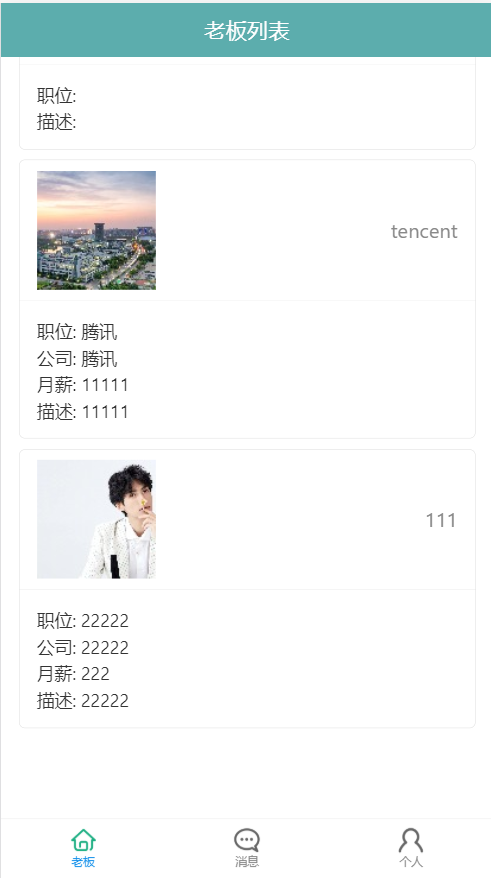 老板列表
职位:
描述:
tencent
职位: 腾讯
公司: 腾讯
月薪: 11111
描述: 11111
111
职位: 22222
公司: 22222
月薪: 222
描述: 22222
老板
消息
个人